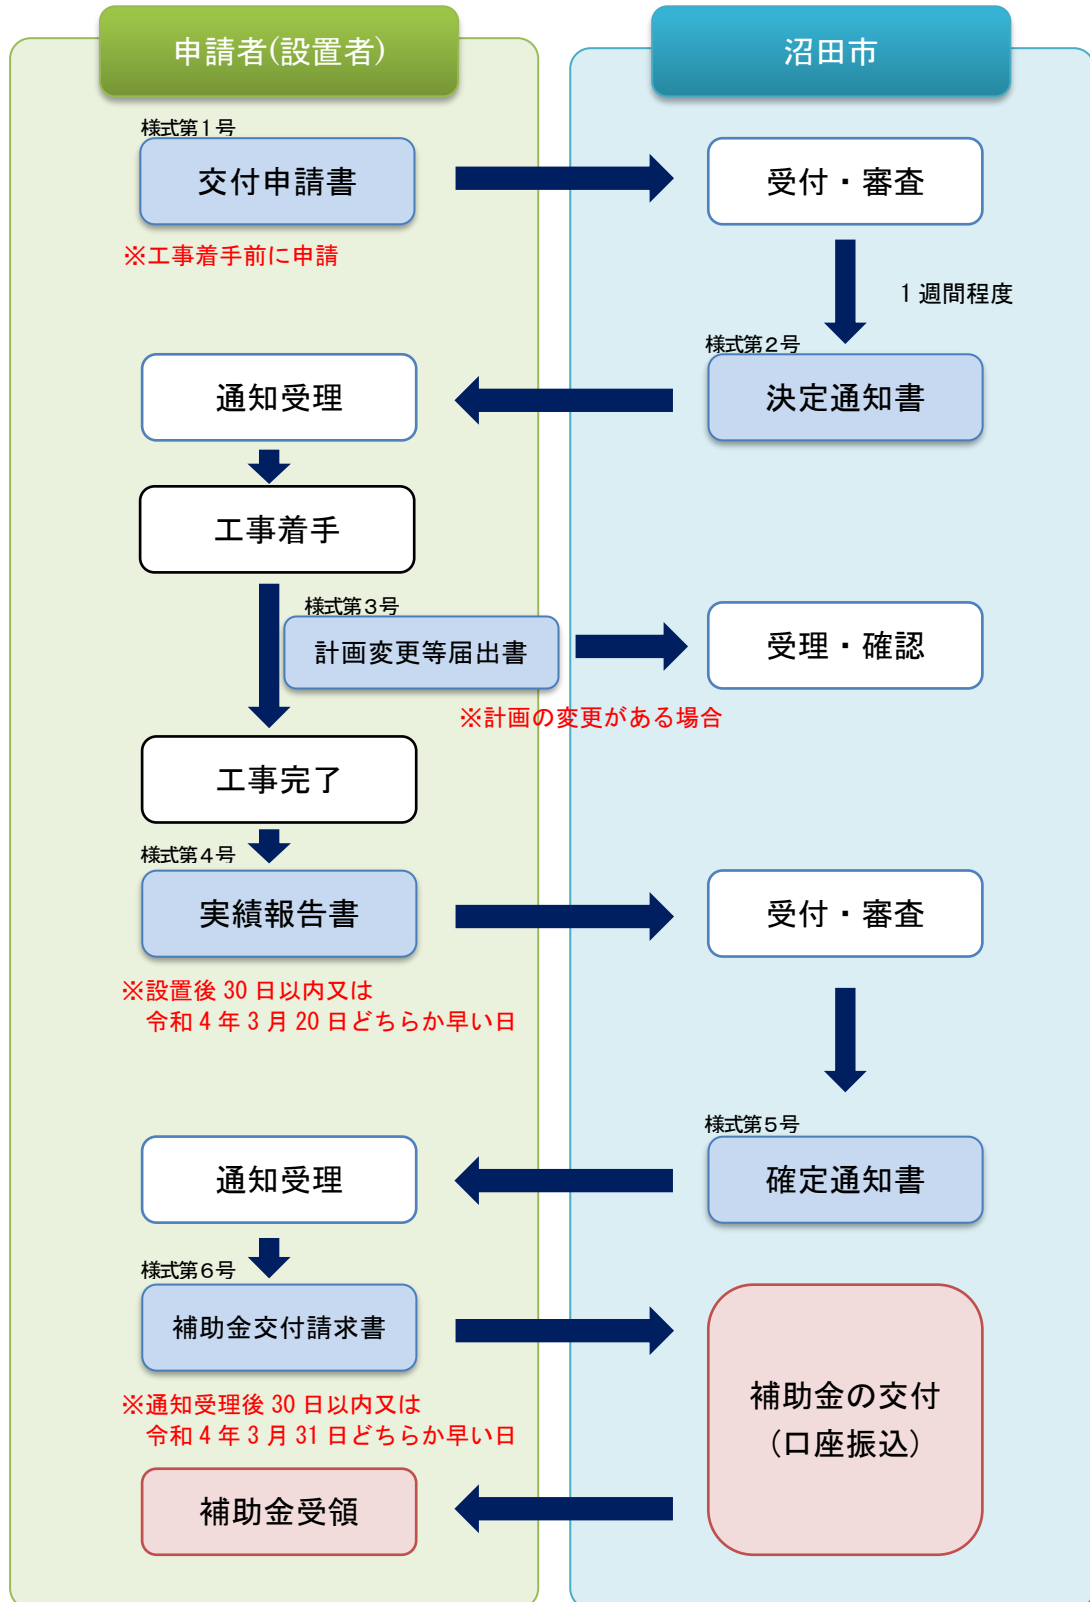 申請者(設置者)
沼田市
様式第1号
交付申請書
受付・審査
※工事着手前に申請
1週間程度
様式第2号
通知受理
決定通知書
工事着手
様式第3号
計画変更等届出書
受理・確認
※計画の変更がある場合
工事完了
様式第4号
実績報告書
受付・審査
※設置後30日以内又は
令和4年3月20日どちらか早い日
様式第5号
通知受理
確定通知書
様式第6号
補助金交付請求書
※通知受理後30日以内又は
令和4年3月31日どちらか早い日
補助金の交付
(口座振込)
補助金受領